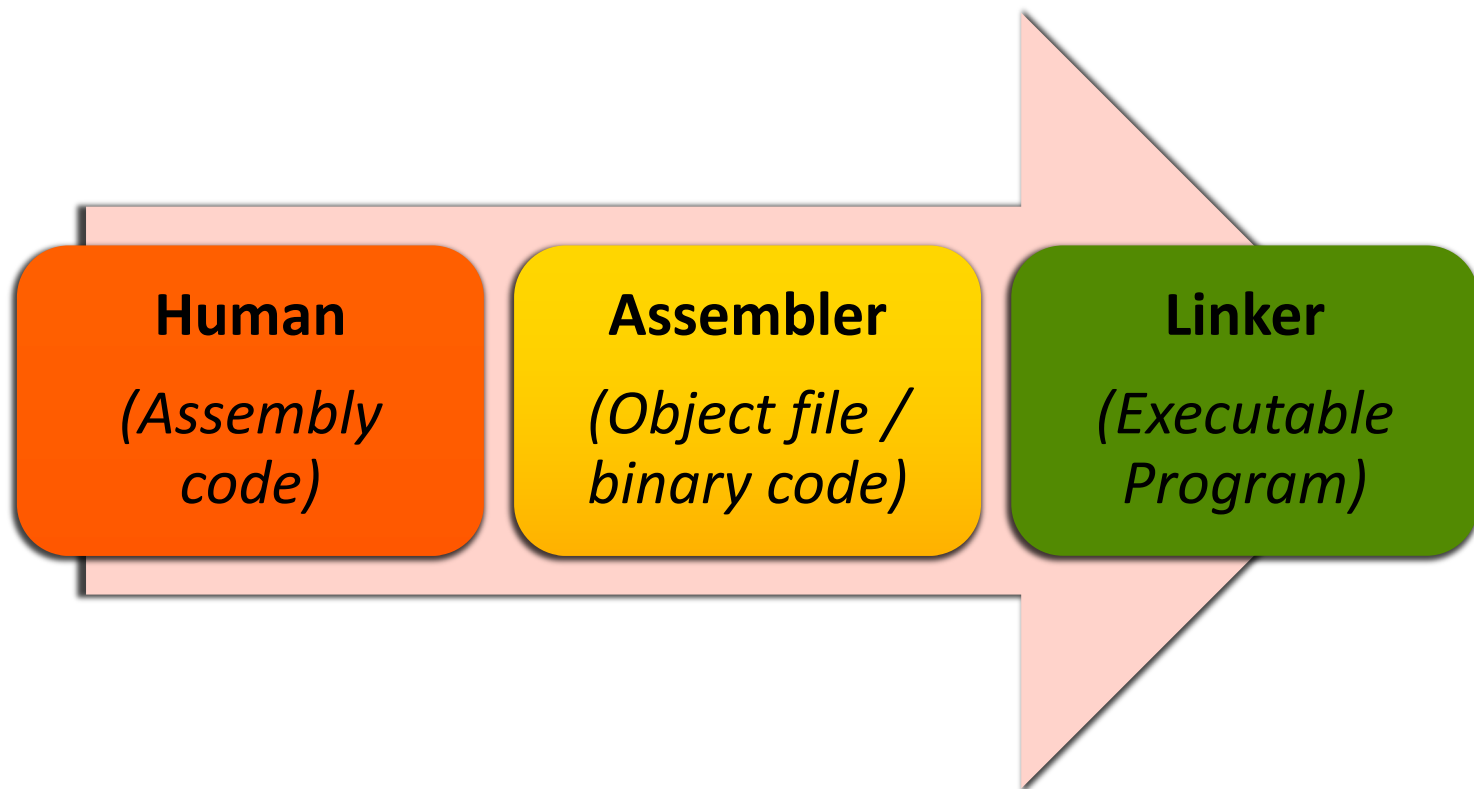 Human
(Assembly
code)
Assembler
(Object file /
binary code)
Linker
(Executable
Program)